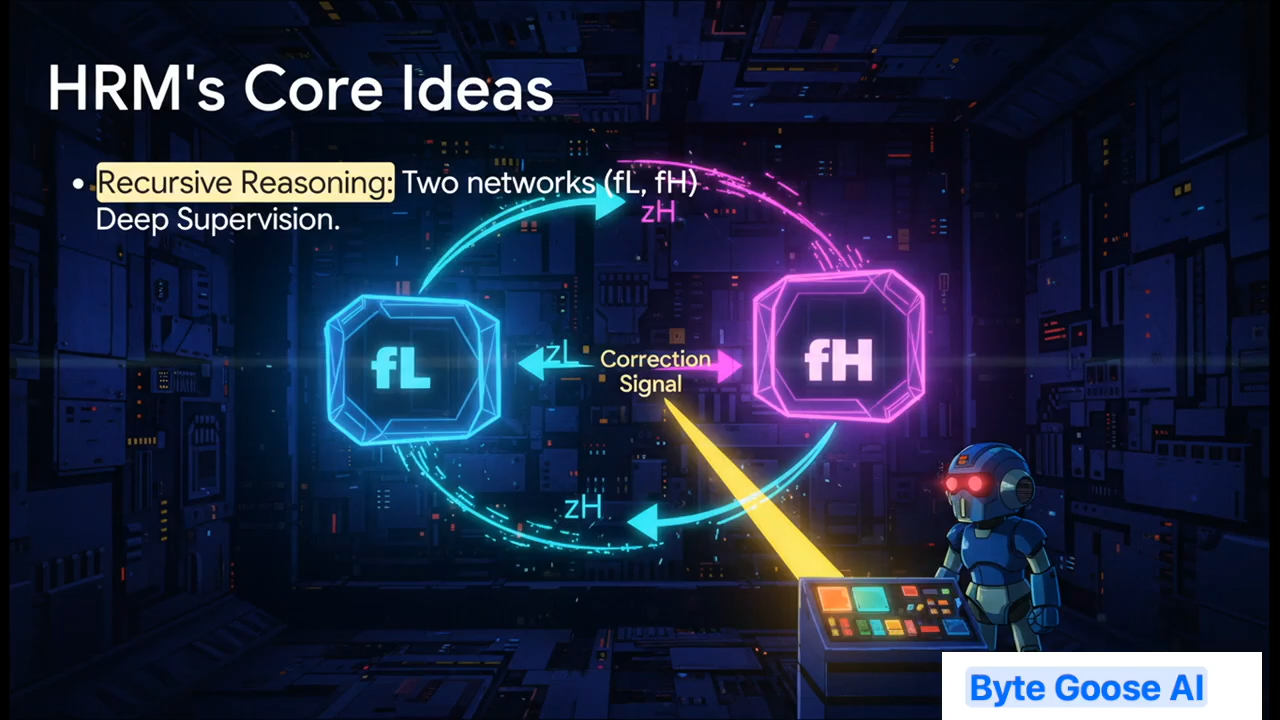 HRM's Core Ideas
• Recursive Reasoning: Two networks (fL, fH)
Deep Supervision.
zH
fL
zL
Correction
Signal
fH
zH
Byte Goose AI